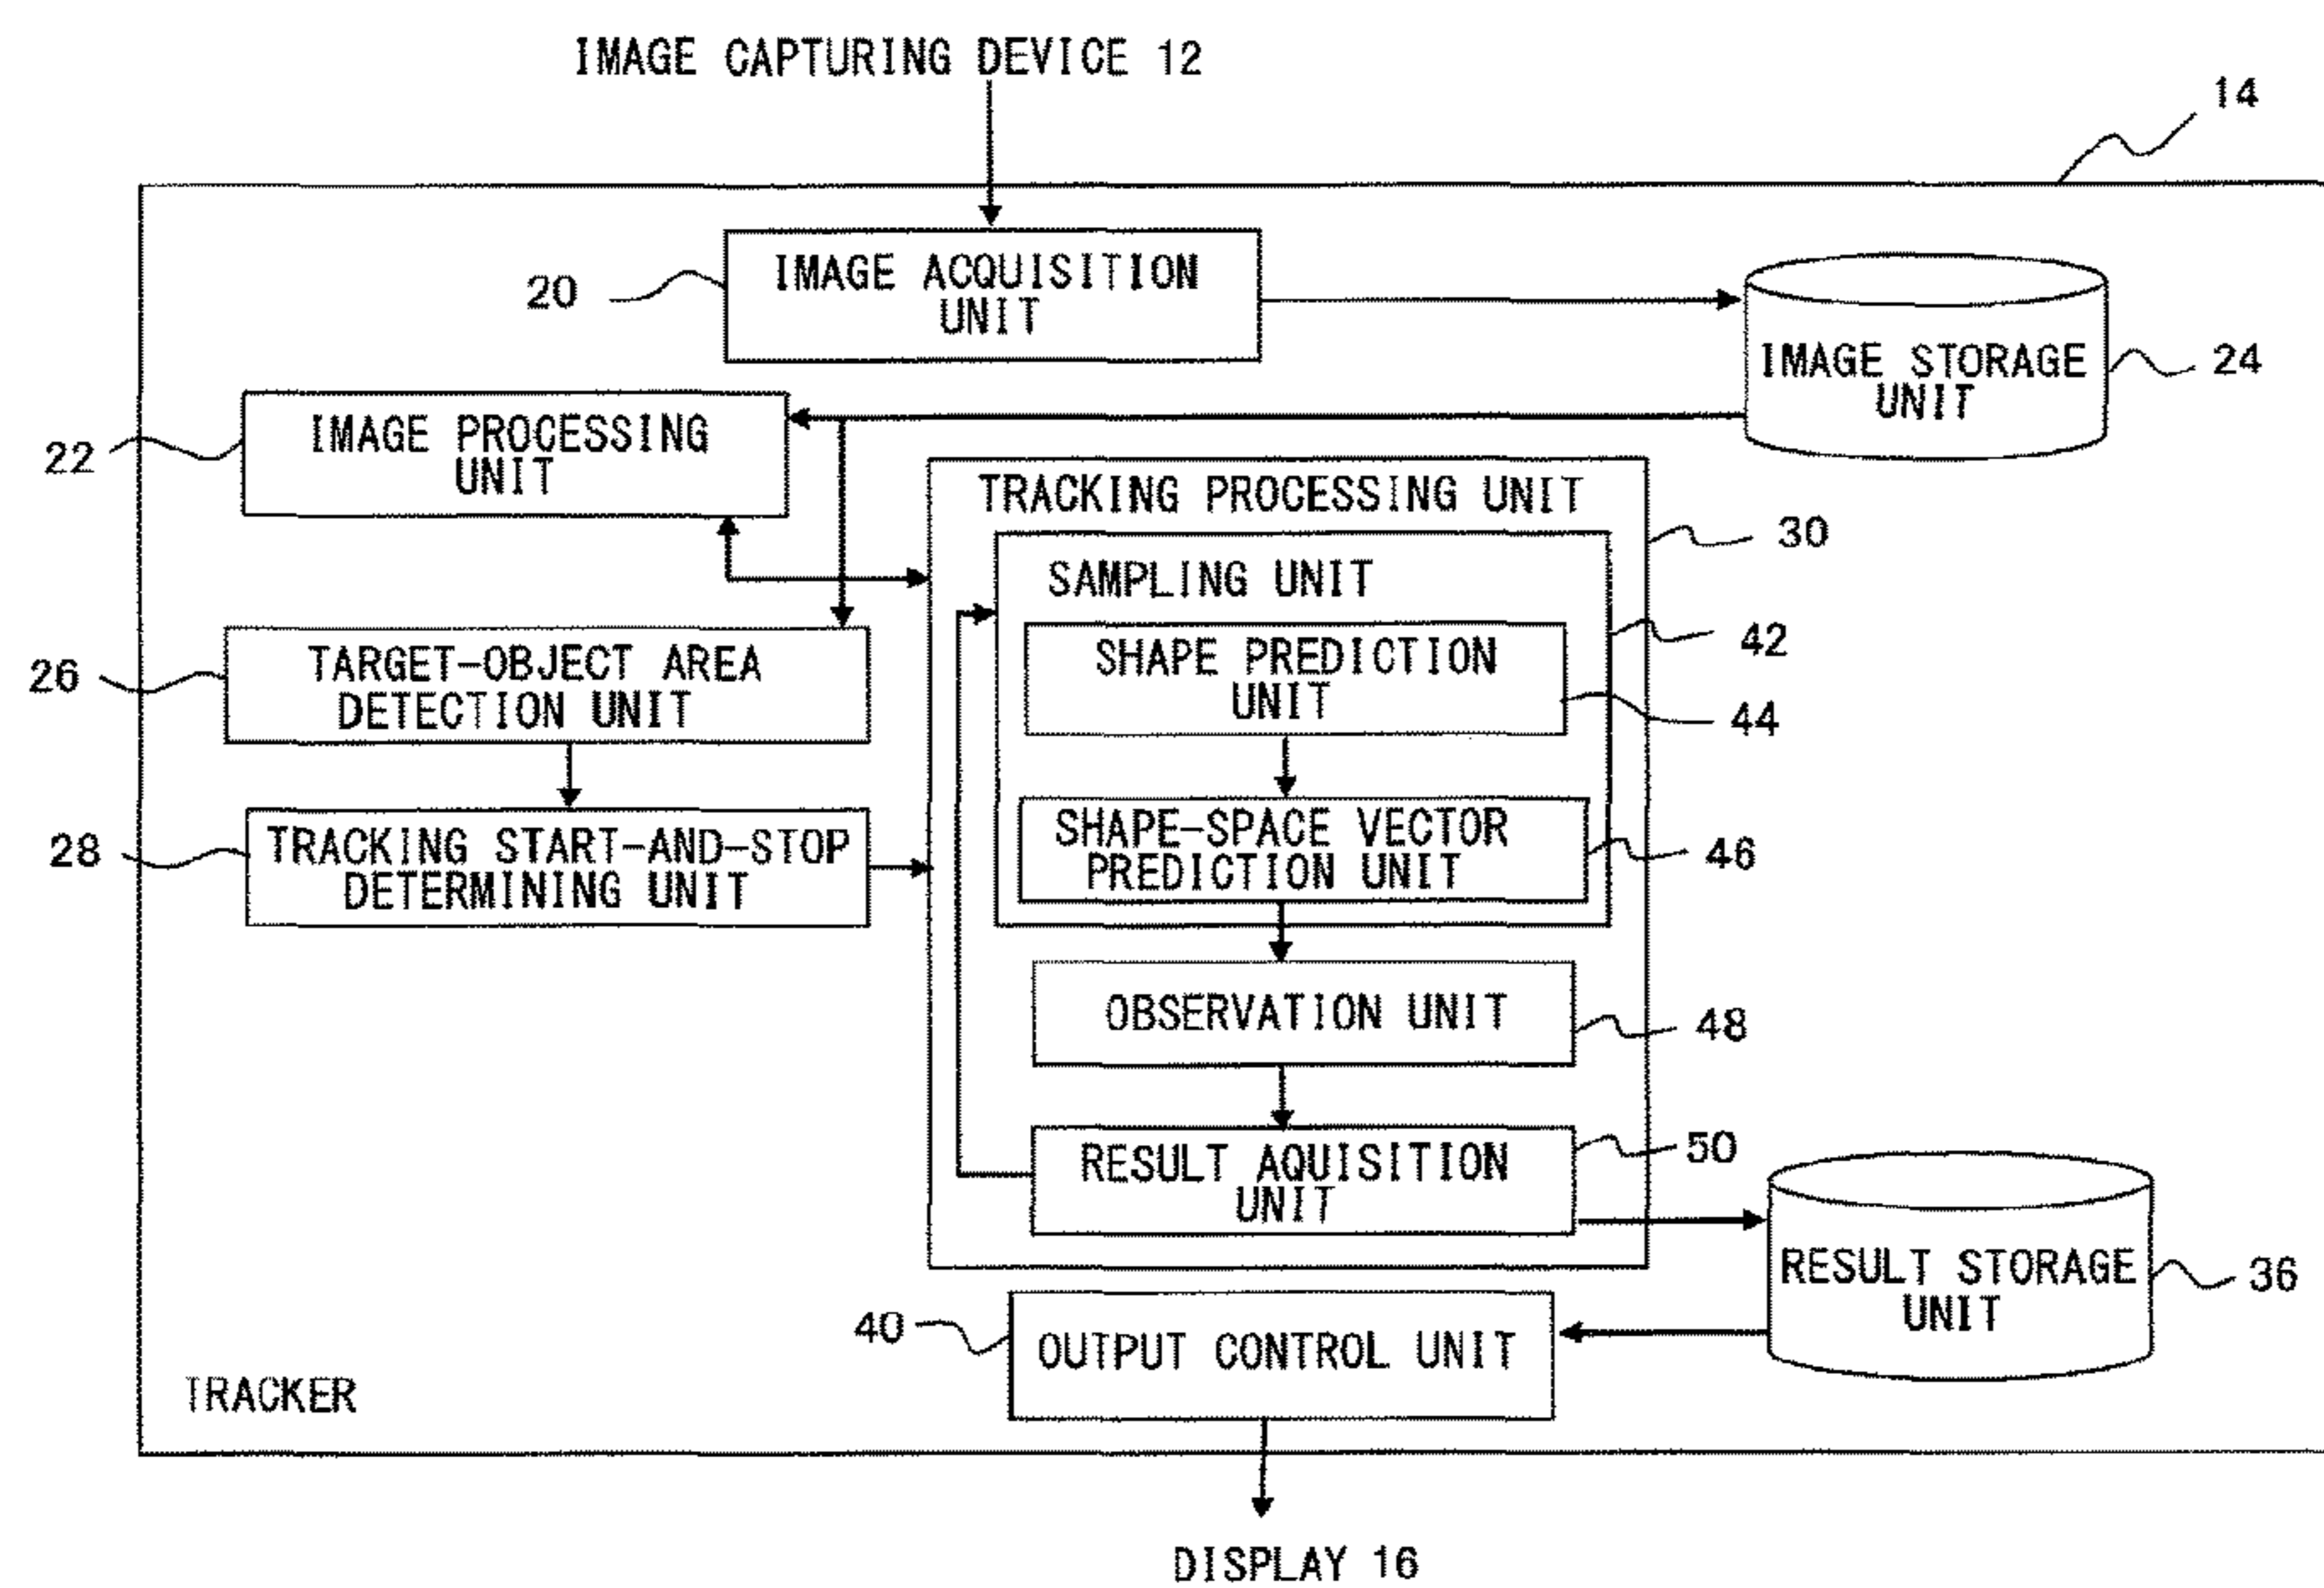 IMAGE CAPTURING DEVICE 12
14
20
IMAGE ACQUISITION
UNIT
IMAGE STORAGE
UNIT
24
22
IMAGE PROCESSING
UNIT
TRACKING PROCESSING UNIT
30
SAMPLING UNIT
42
26
TARGET-OBJECT AREA
DETECTION UNIT
SHAPE PREDICTION
UNIT
44
28
TRACKING START-AND-STOP
DETERMINING UNIT
SHAPE-SPACE VECTOR
PREDICTION UNIT
46
OBSERVATION UNIT
48
RESULT AQUISITION
UNIT
50
RESULT STORAGE
UNIT
36
40
OUTPUT CONTROL UNIT
TRACKER
DISPLAY 16